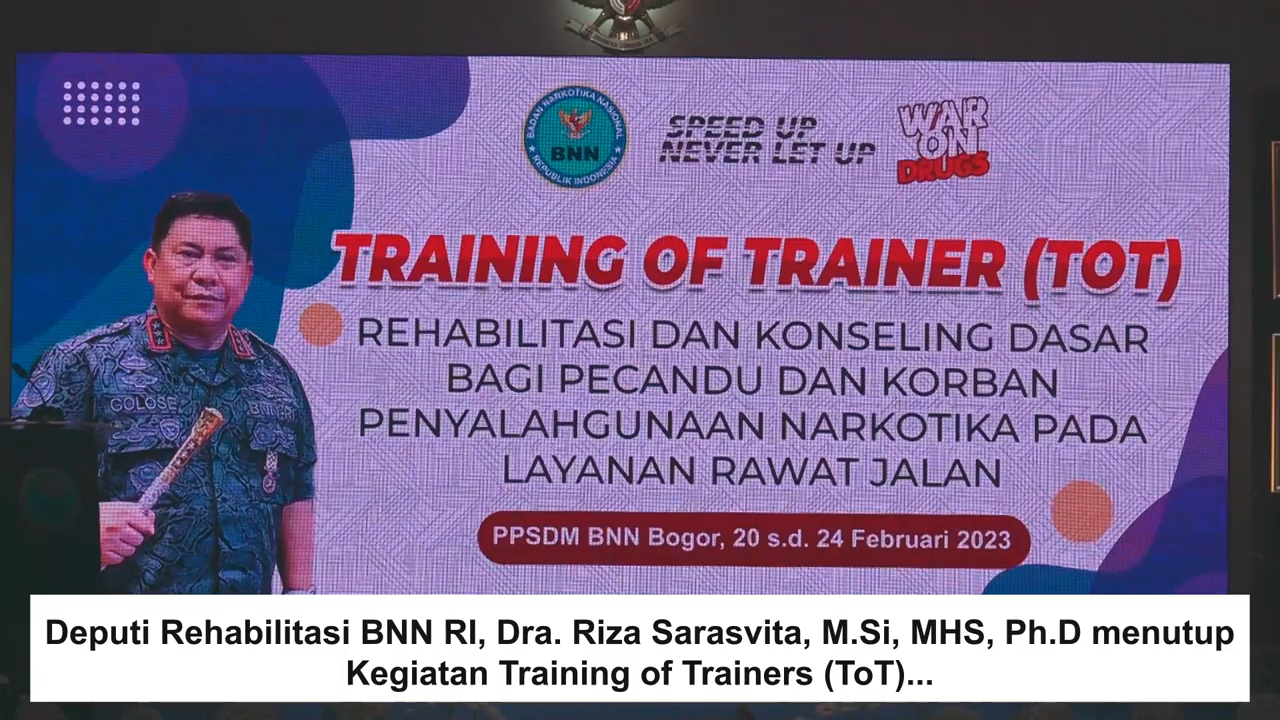 BADAN NARKOTIKA NASIONAL
BNN
REPUBLIK INDONESIA
SPEED UP
NEVER LET UP
WAR
ON
DRUGS
TRAINING OF TRAINER (TOT)
REHABILITASI DAN KONSELING DASAR
BAGI PECANDU DAN KORBAN
PENYALAHGUNAAN NARKOTIKA PADA
LAYANAN RAWAT JALAN
GOLOSE
PPSDM BNN Bogor, 20 s.d. 24 Februari 2023
Deputi Rehabilitasi BNN RI, Dra. Riza Sarasvita, M.Si, MHS, Ph.D menutup
Kegiatan Training of Trainers (ToT)...